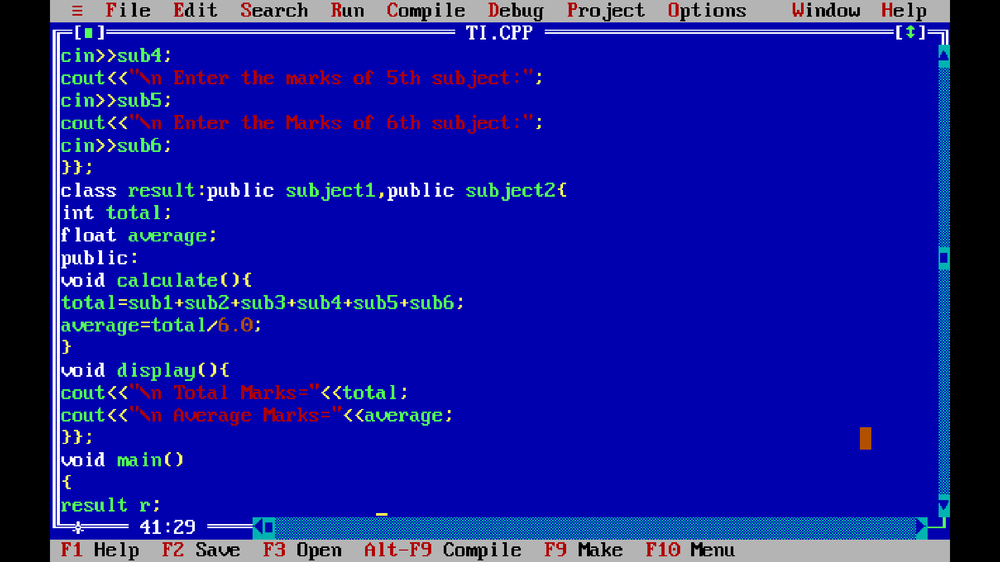 ≡ File Edit Search Run Compile Debug Project Options Window Help
[■] TI.CPP [↕]
cin>>sub4;
cout<<"\n Enter the marks of 5th subject:";
cin>>sub5;
cout<<"\n Enter the Marks of 6th subject:";
cin>>sub6;
}};
class result:public subject1,public subject2{
int total;
float average;
public:
void calculate(){
total=sub1+sub2+sub3+sub4+sub5+sub6;
average=total/6.0;
}
void display(){
cout<<"\n Total Marks="<<total;
cout<<"\n Average Marks="<<average;
}};
void main()
{
result r;
41:29
F1 Help F2 Save F3 Open Alt-F9 Compile F9 Make F10 Menu